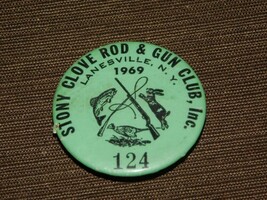 STONY CLOVE ROD & GUN CLUB, Inc.
LANESVILLE, N.Y.
1969
124